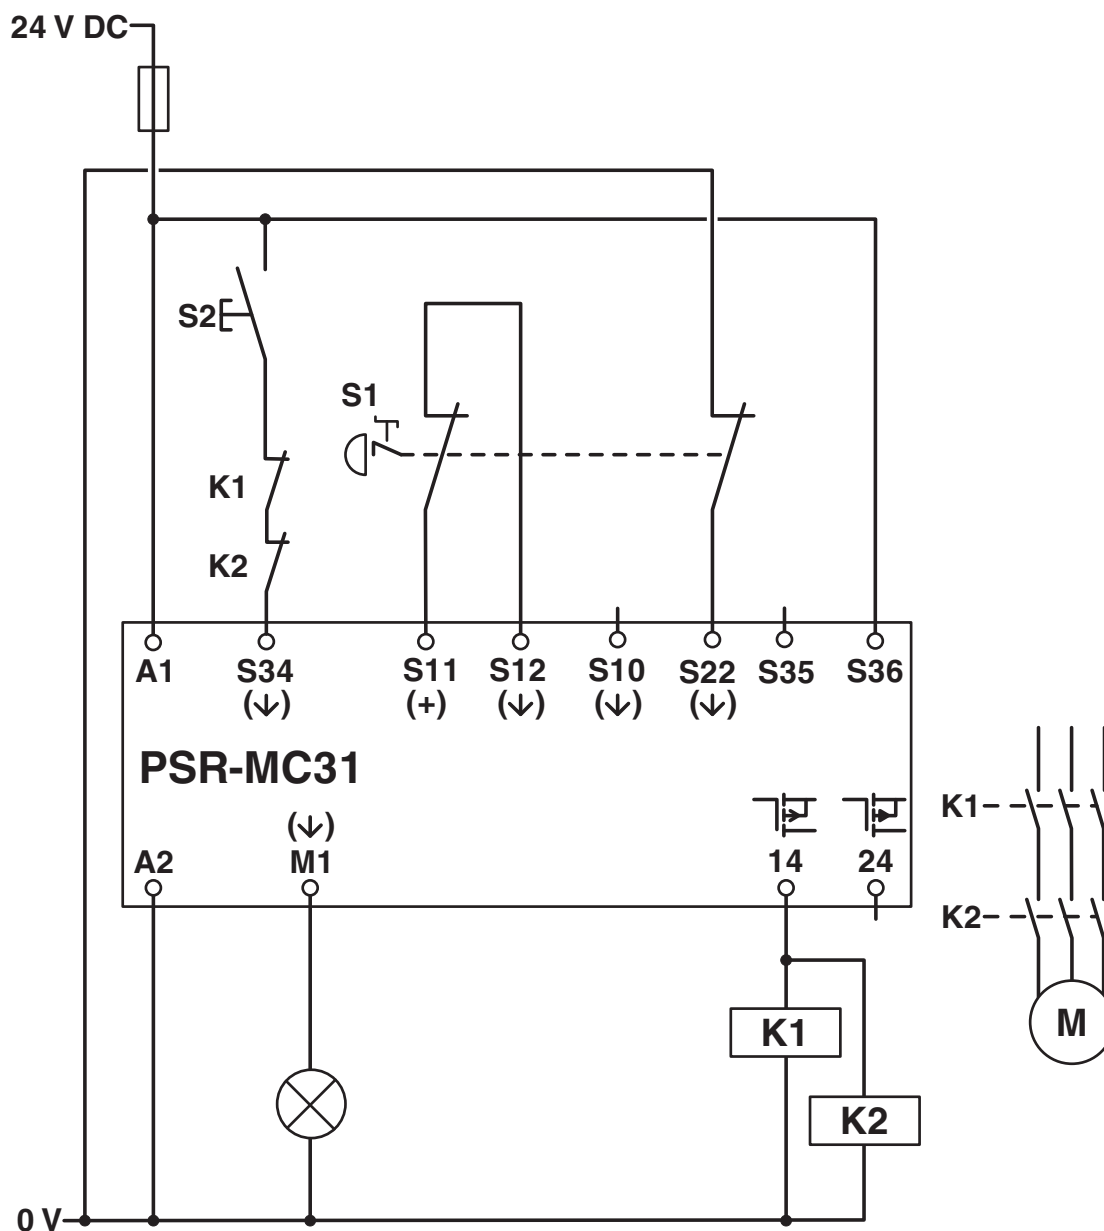 24 V DC
S2
S1
K1
K2
A1 S34 S11 S12 S10 S22 S35 S36
(↓) (+) (↓) (↓) (↓)
PSR-MC31
K1
(↓)
A2 M1 14 24
K2
K1
M
K2
0 V